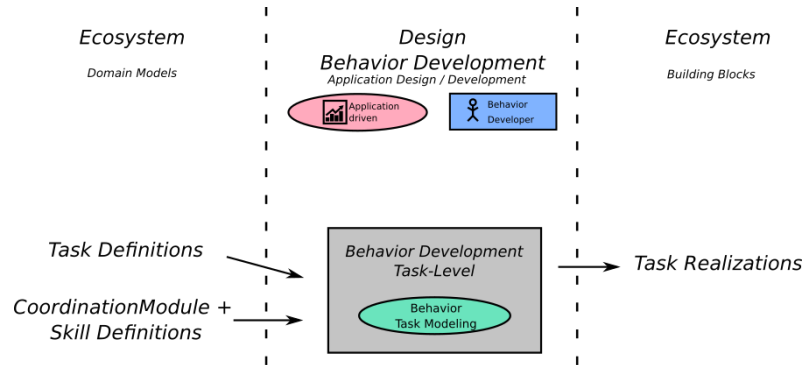 Ecosystem
Domain Models
Design
Behavior Development
Application Design / Development
Application
driven
Behavior
Developer
Ecosystem
Building Blocks
Task Definitions
CoordinationModule +
Skill Definitions
Behavior Development
Task-Level
Behavior
Task Modeling
Task Realizations